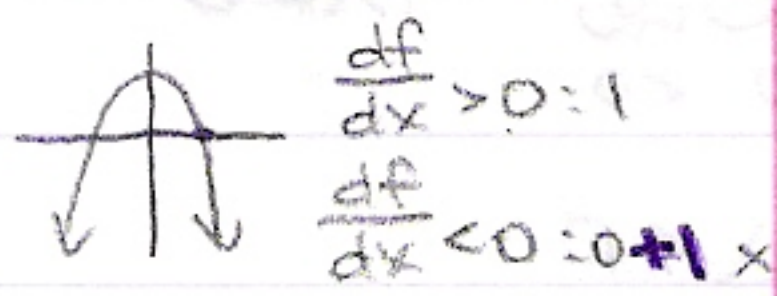 df/dx > 0 : 1
df/dx < 0 : 0+1 x